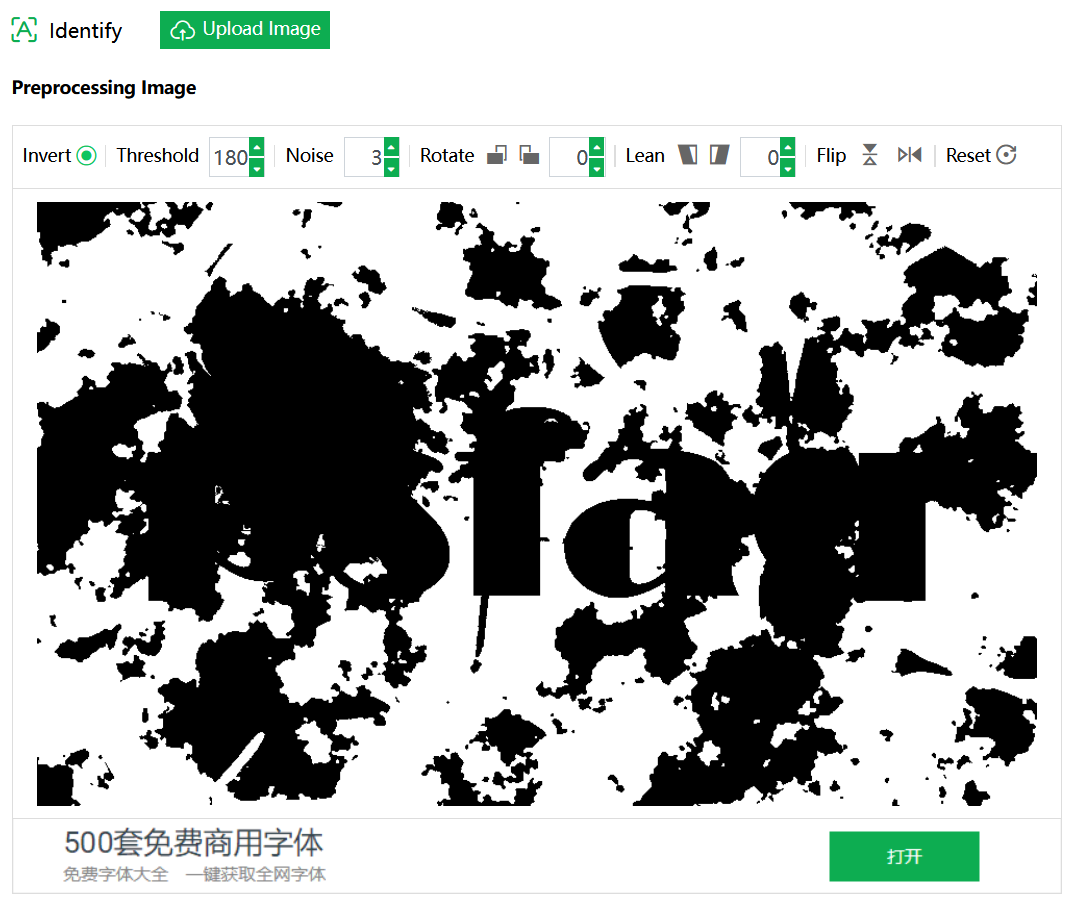 Identify Upload Image
Preprocessing Image
Invert Threshold 180 Noise 3 Rotate 0 Lean 0 Flip Reset
500套免费商用字体
免费字体大全 一键获取全网字体
打开